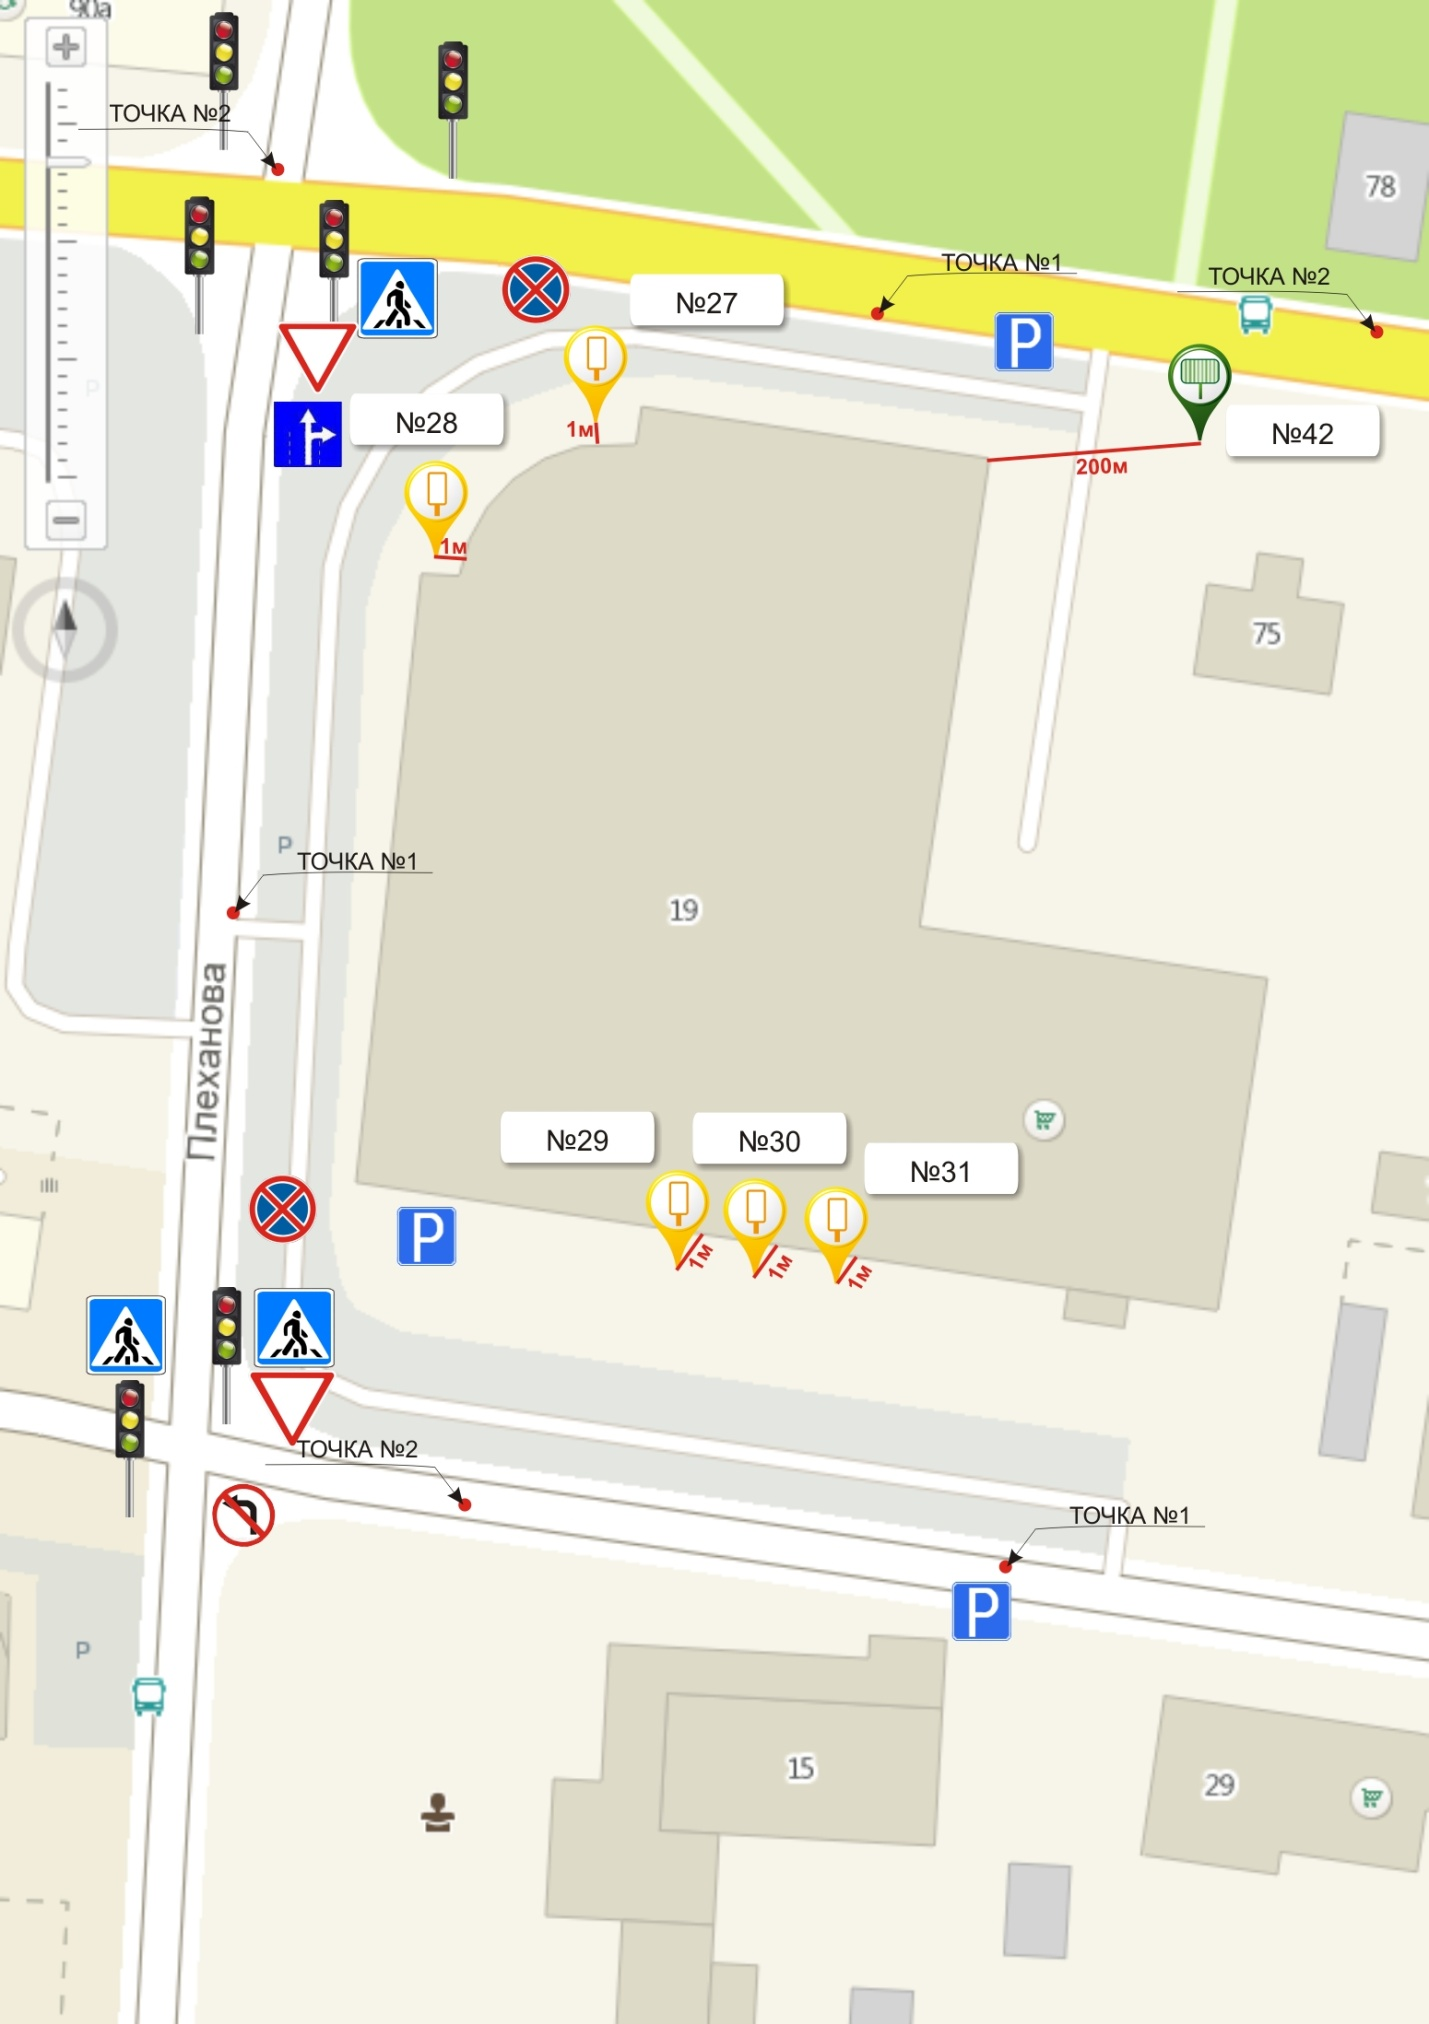 90а
ТОЧКА №2
78
ТОЧКА №1
ТОЧКА №2
№27
P
P
№28
1м
№42
200м
1м
75
P
ТОЧКА №1
19
Плеханова
№29
№30
№31
P
1м
1м
1м
ТОЧКА №2
ТОЧКА №1
P
P
15
29